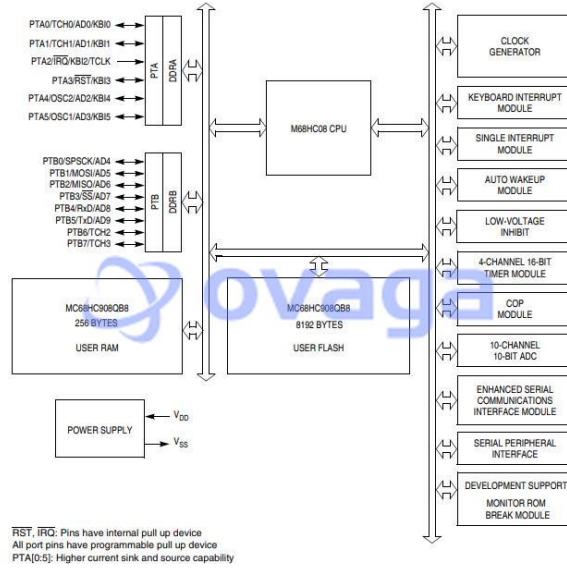 PTA0/TCH0/AD0/KBI0
PTA1/TCH1/AD1/KBI1
PTA2/IRQ/KBI2/TCLK
PTA3/RST/KBI3
PTA4/OSC2/AD2/KBI4
PTA5/OSC1/AD3/KBI5
PTA
DDRA
PTB0/SPSCK/AD4
PTB1/MOSI/AD5
PTB2/MISO/AD6
PTB3/SS/AD7
PTB4/RxD/AD8
PTB5/TxD/AD9
PTB6/TCH2
PTB7/TCH3
PTB
DDRB
M68HC08 CPU
MC68HC908QB8
256 BYTES
USER RAM
MC68HC908QB8
8192 BYTES
USER FLASH
ovaga
POWER SUPPLY
VDD
VSS
CLOCK
GENERATOR
KEYBOARD INTERRUPT
MODULE
SINGLE INTERRUPT
MODULE
AUTO WAKEUP
MODULE
LOW-VOLTAGE
INHIBIT
4-CHANNEL 16-BIT
TIMER MODULE
COP
MODULE
10-CHANNEL
10-BIT ADC
ENHANCED SERIAL
COMMUNICATIONS
INTERFACE MODULE
SERIAL PERIPHERAL
INTERFACE
DEVELOPMENT SUPPORT
MONITOR ROM
BREAK MODULE
RST, IRQ: Pins have internal pull up device
All port pins have programmable pull up device
PTA[0:5]: Higher current sink and source capability